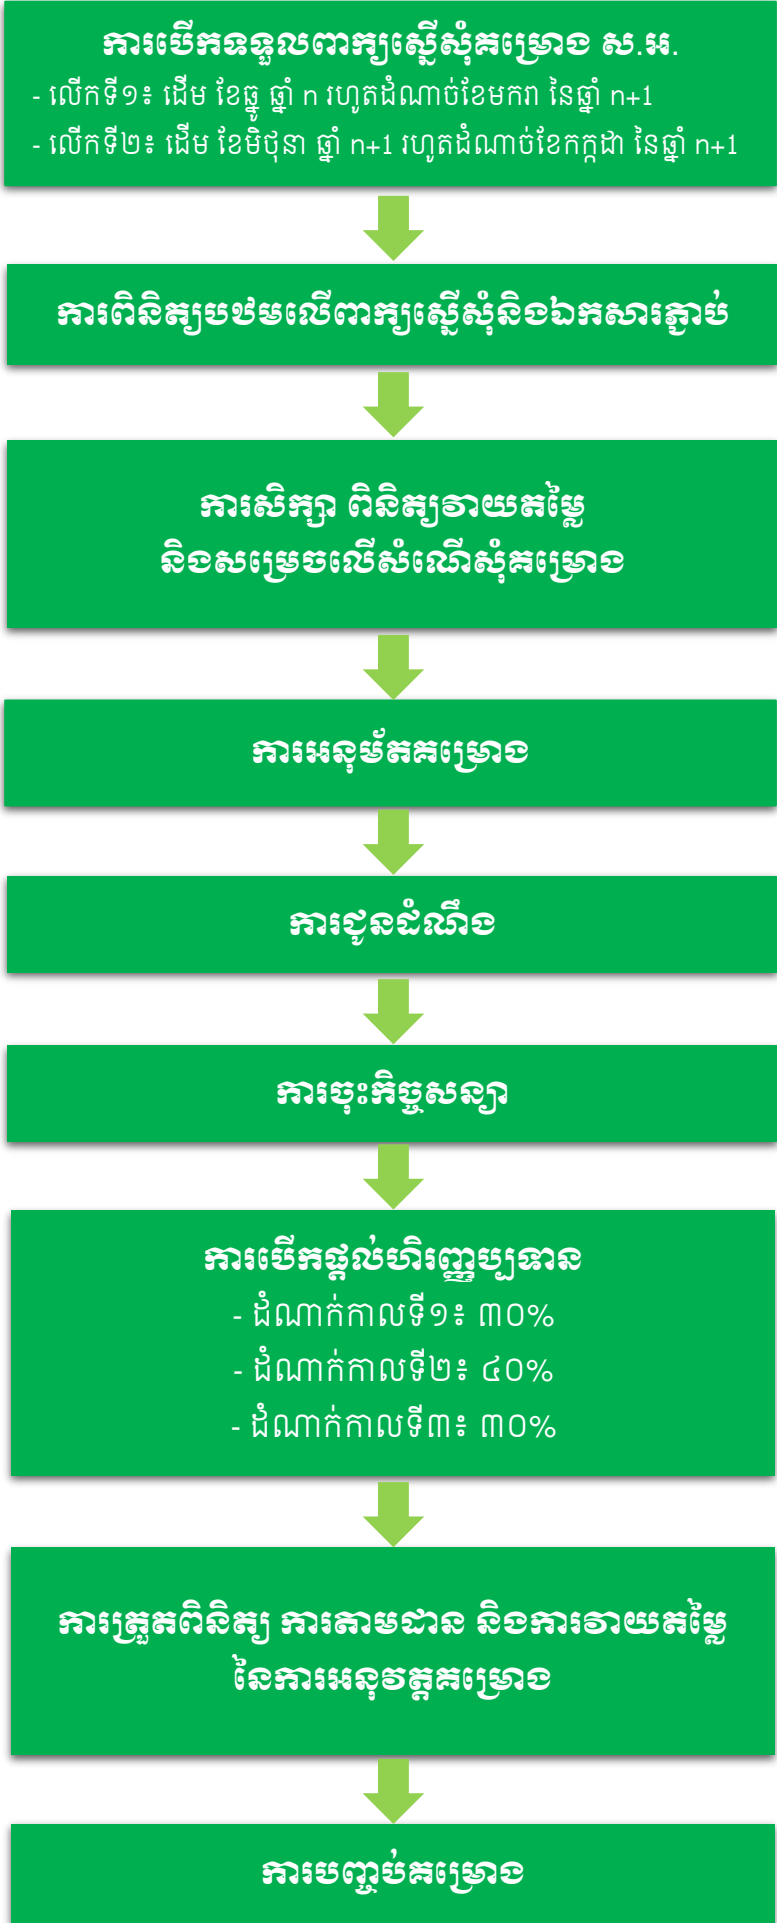 ការបើកទទួលពាក្យស្នើសុំគម្រោង ស.អ.
- លើកទី១៖ ដើម ខែធ្នូ ឆ្នាំ n រហូតដំណាច់ខែមករា នៃឆ្នាំ n+1
- លើកទី២៖ ដើម ខែមិថុនា ឆ្នាំ n+1 រហូតដំណាច់ខែកក្កដា នៃឆ្នាំ n+1
ការពិនិត្យបឋមលើពាក្យស្នើសុំនិងឯកសារភ្ជាប់
ការសិក្សា ពិនិត្យវាយតម្លៃ
និងសម្រេចលើសំណើសុំគម្រោង
ការអនុម័តគម្រោង
ការជូនដំណឹង
ការចុះកិច្ចសន្យា
ការបើកផ្តល់ហិរញ្ញប្បទាន
- ដំណាក់កាលទី១៖ ៣០%
- ដំណាក់កាលទី២៖ ៤០%
- ដំណាក់កាលទី៣៖ ៣០%
ការត្រួតពិនិត្យ ការតាមដាន និងការវាយតម្លៃ
នៃការអនុវត្តគម្រោង
ការបញ្ចប់គម្រោង